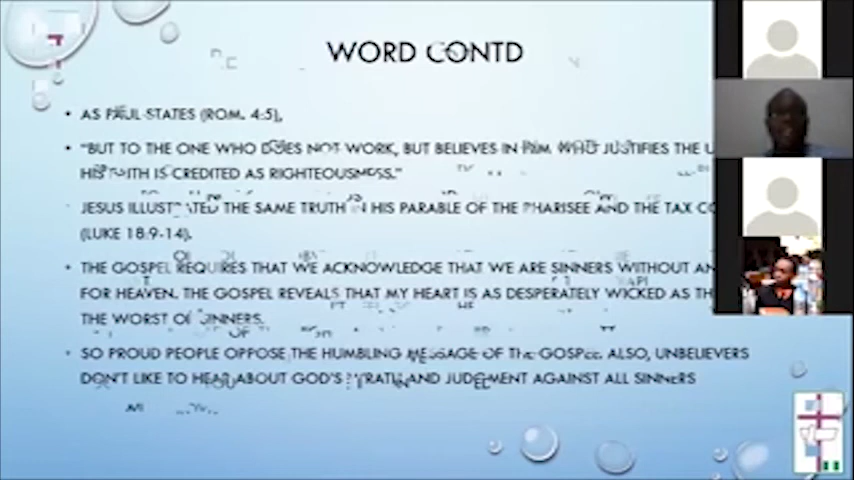 WORD CONTD
AS PAUL STATES (ROM. 4:5),
"BUT TO THE ONE WHO DOES NOT WORK, BUT BELIEVES IN HIM WHO JUSTIFIES THE U
HIS FAITH IS CREDITED AS RIGHTEOUSNESS."
JESUS ILLUSTRATED THE SAME TRUTH IN HIS PARABLE OF THE PHARISEE AND THE TAX CO
(LUKE 18.9-14).
THE GOSPEL REQUIRES THAT WE ACKNOWLEDGE THAT WE ARE SINNERS WITHOUT AN
FOR HEAVEN. THE GOSPEL REVEALS THAT MY HEART IS AS DESPERATELY WICKED AS TH
THE WORST OF SINNERS.
SO PROUD PEOPLE OPPOSE THE HUMBLING MESSAGE OF THE GOSPEL. ALSO, UNBELIEVERS
DON'T LIKE TO HEAR ABOUT GOD'S WRATH AND JUDGEMENT AGAINST ALL SINNERS